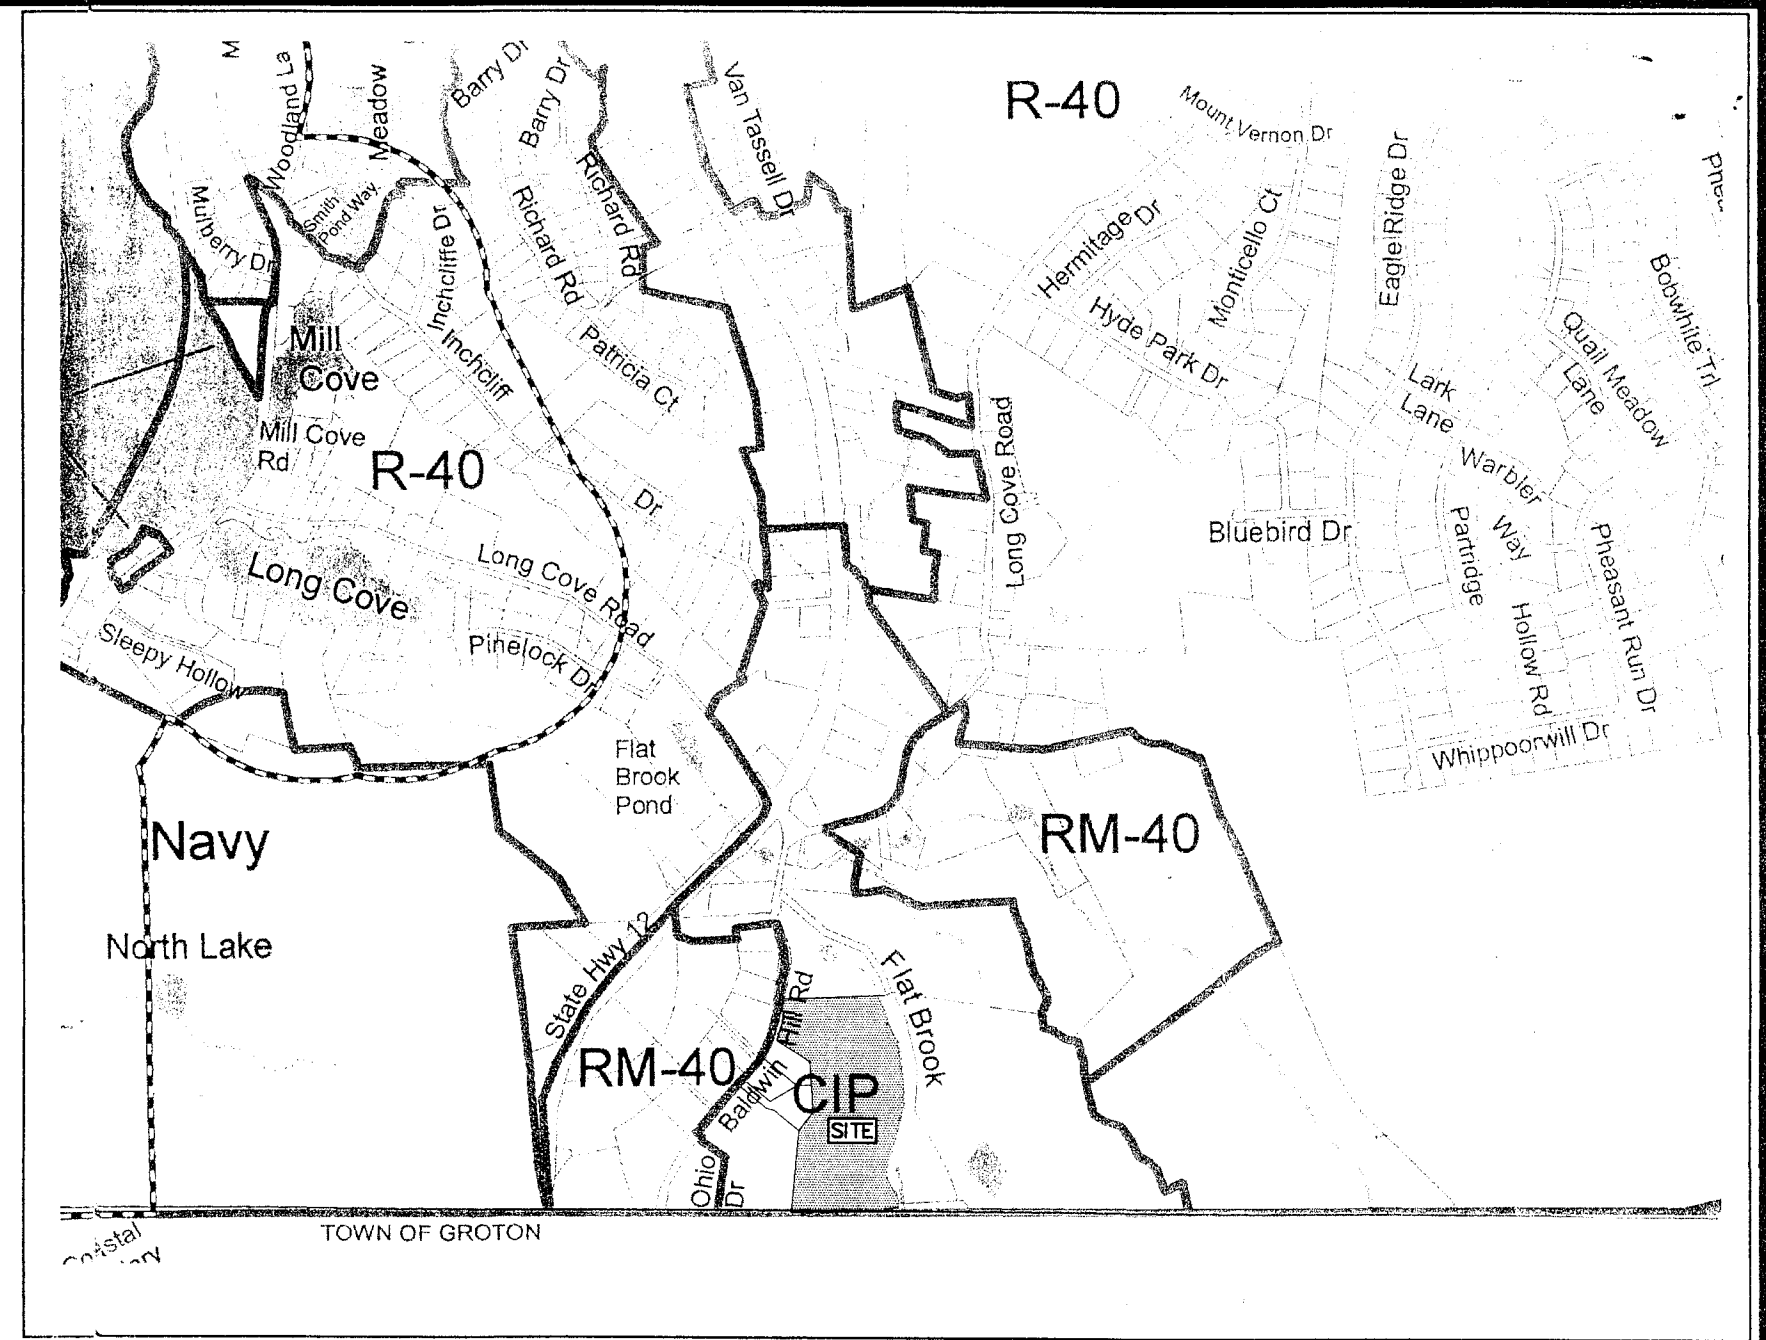 M
Woodland La
Meadow
Barry Dr
Barry Dr
Van Tassell Dr
R-40
Mount Vernon Dr
Eagle Ridge Dr
Mulberry Dr
Smith
Pond Way
Inchcliffe Dr
Richard Rd
Richard Rd
Hermitage Dr
Monticello Ct
Hyde Park Dr
Bobwhite Trl
Quail Meadow
Lane
Mill
Cove
Inchcliff
Patricia Ct
Lark
Lane
Mill Cove
Rd
R-40
Dr
Long Cove Road
Warbler
Way
Bluebird Dr
Partridge
Hollow Rd
Pheasant Run Dr
Long Cove
Long Cove Road
Sleepy Hollow
Pinelock Dr
Whippoorwill Dr
Flat
Brook
Pond
Navy
RM-40
North Lake
State Hwy 12
Flat Brook
RM-40
Baldwin Hill Rd
CIP
SITE
Ohio
Dr
TOWN OF GROTON